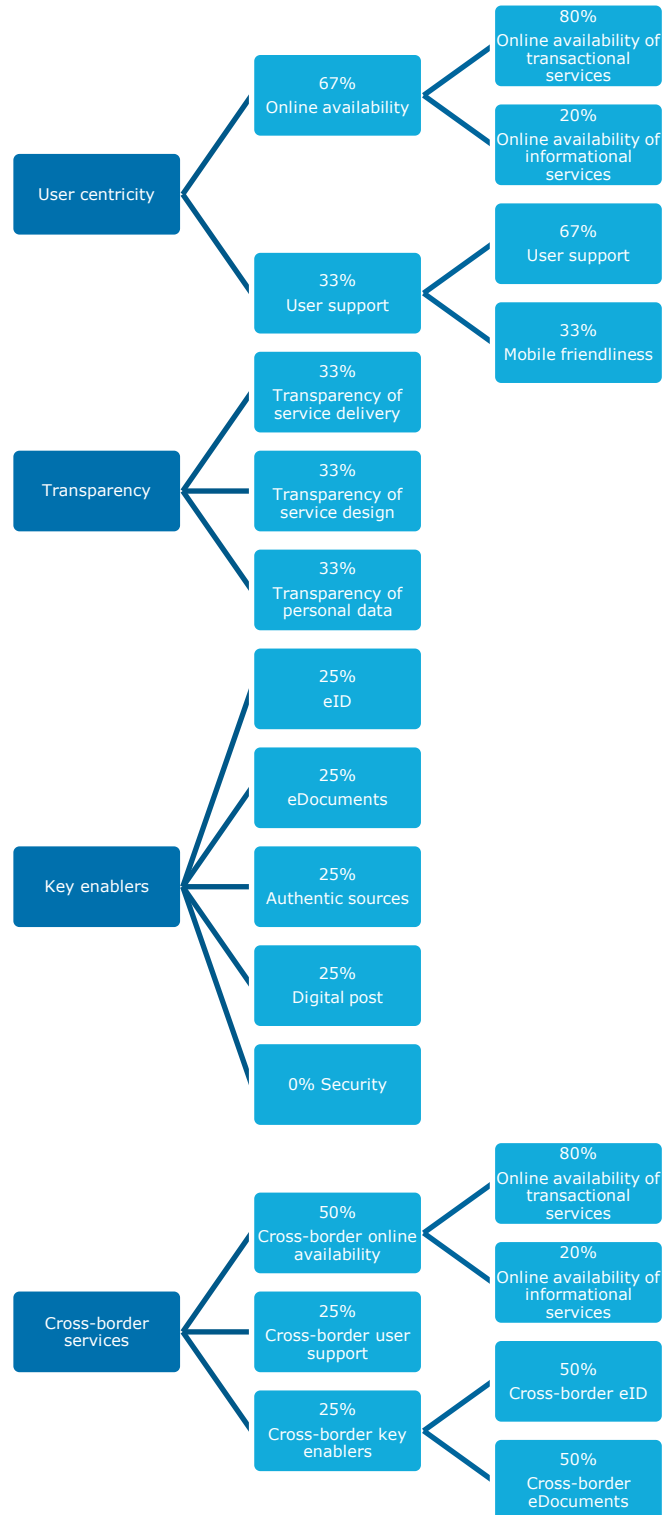 User centricity
67%
Online availability
80%
Online availability of
transactional
services
20%
Online availability of
informational
services
33%
User support
67%
User support
33%
Mobile friendliness
Transparency
33%
Transparency of
service delivery
33%
Transparency of
service design
33%
Transparency of
personal data
Key enablers
25%
eID
25%
eDocuments
25%
Authentic sources
25%
Digital post
0% Security
Cross-border
services
50%
Cross-border online
availability
80%
Online availability of
transactional
services
20%
Online availability of
informational
services
25%
Cross-border user
support
25%
Cross-border key
enablers
50%
Cross-border eID
50%
Cross-border
eDocuments